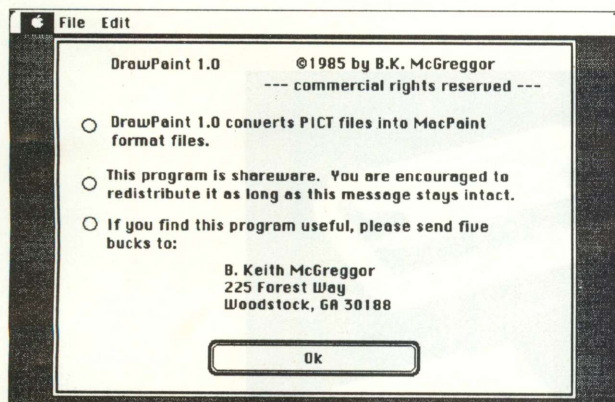 File Edit
DrawPaint 1.0 ©1985 by B.K. McGreggor
--- commercial rights reserved ---
DrawPaint 1.0 converts PICT files into MacPaint
format files.
This program is shareware. You are encouraged to
redistribute it as long as this message stays intact.
If you find this program useful, please send five
bucks to:
B. Keith McGreggor
225 Forest Way
Woodstock, GA 30188
Ok